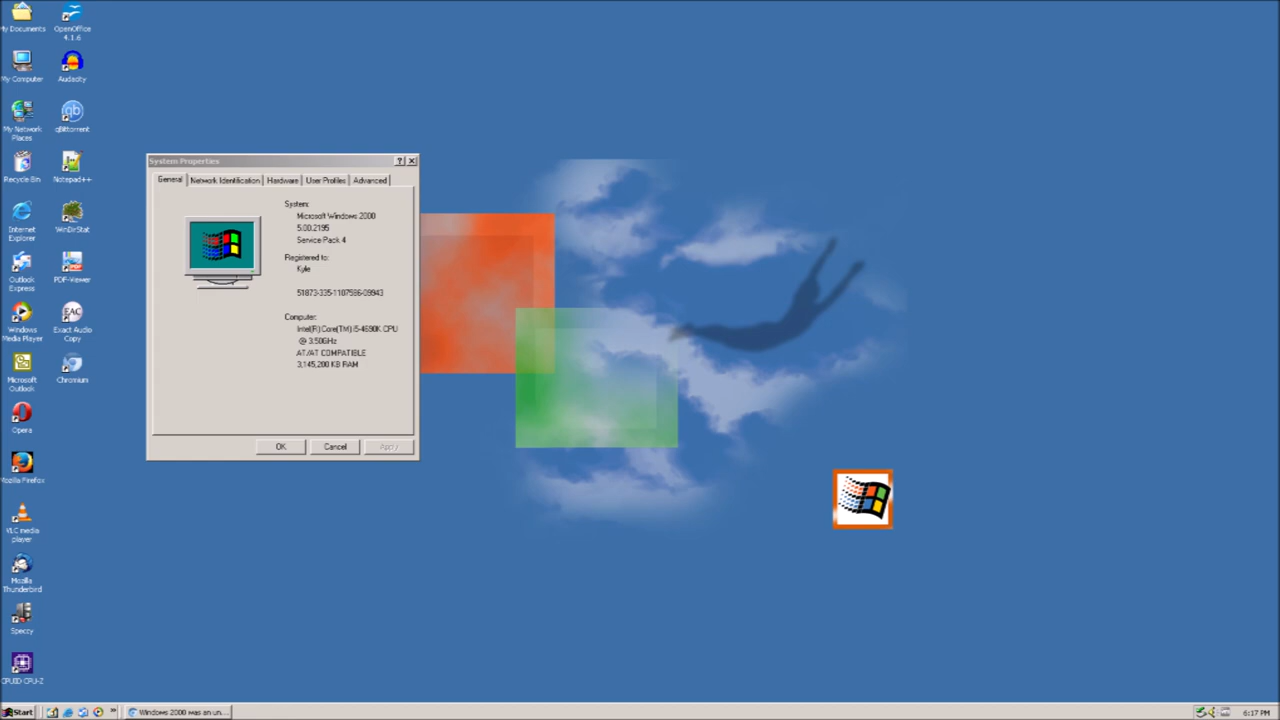 My Documents
OpenOffice
4.1.6
My Computer
Audacity
My Network
Places
qBittorrent
Recycle Bin
Notepad++
Internet
Explorer
WinDirStat
Outlook
Express
PDF-Viewer
Windows
Media Player
EAC
Exact Audio
Copy
Microsoft
Outlook
Chromium
Opera
Mozilla Firefox
VLC media
player
Mozilla
Thunderbird
Speccy
CPUID CPU-Z
System Properties
General
Network Identification
Hardware
User Profiles
Advanced
System:
Microsoft Windows 2000
5.00.2195
Service Pack 4
Registered to:
Kyle
51873-335-1107596-09943
Computer:
Intel(R) Core(TM) i5-4690K CPU
@ 3.50GHz
AT/AT COMPATIBLE
3,145,200 KB RAM
OK
Cancel
Apply
Start
Windows 2000 was an un...
6:17 PM